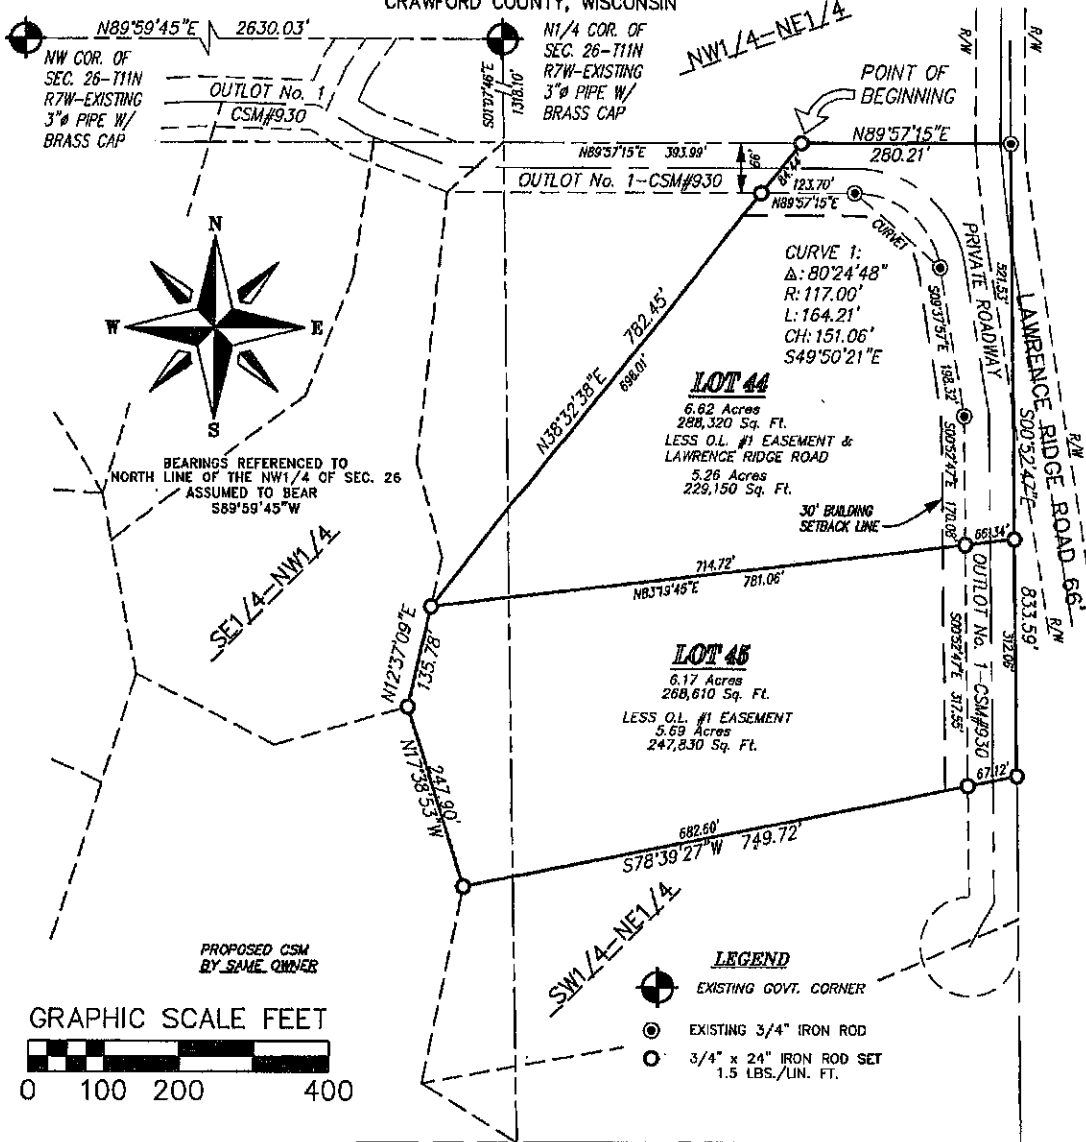 CRAWFORD COUNTY, WISCONSIN
N89°59'45"E 2630.03'
NW COR. OF
SEC. 26-T11N
R7W-EXISTING
3"ø PIPE W/
BRASS CAP
OUTLOT No. 1
CSM#930
S01°07'46"E
1318.10'
N1/4 COR. OF
SEC. 26-T11N
R7W-EXISTING
3"ø PIPE W/
BRASS CAP
NW1/4-NE1/4
R/W
R/W
POINT OF
BEGINNING
N89°57'15"E
280.21'
N89°57'15"E 393.99'
66'
84.44'
OUTLOT No. 1-CSM#930
123.70'
N89°57'15"E
CURVE1
N
W
E
S
CURVE 1:
Δ: 80°24'48"
R: 117.00'
L: 164.21'
CH: 151.06'
S49°50'21"E
PRIVATE ROADWAY
521.53'
LAWRENCE RIDGE ROAD 66'
S00°52'47"E 833.59'
R/W
R/W
S09°37'57"E 198.32'
782.45'
698.01'
N38°32'38"E
LOT 44
6.62 Acres
288,320 Sq. Ft.
LESS O.L. #1 EASEMENT &
LAWRENCE RIDGE ROAD
5.26 Acres
229,150 Sq. Ft.
BEARINGS REFERENCED TO
NORTH LINE OF THE NW1/4 OF SEC. 26
ASSUMED TO BEAR
S89°59'45"W
30' BUILDING
SETBACK LINE
S00°52'47"E 170.06'
66.34'
714.72'
N83°19'45"E 781.06'
SE1/4-NW1/4
N12°37'09"E
135.78'
LOT 45
6.17 Acres
268,610 Sq. Ft.
LESS O.L. #1 EASEMENT
5.69 Acres
247,830 Sq. Ft.
S00°52'47"E 317.55'
OUTLOT No. 1-CSM#930
312.06'
67.12'
247.90'
N17°38'53"W
682.60'
S78°39'27"W 749.72'
SW1/4-NE1/4
PROPOSED CSM
BY SAME OWNER
LEGEND
EXISTING GOVT. CORNER
EXISTING 3/4" IRON ROD
3/4" x 24" IRON ROD SET
1.5 LBS./LIN. FT.
GRAPHIC SCALE FEET
0 100 200 400